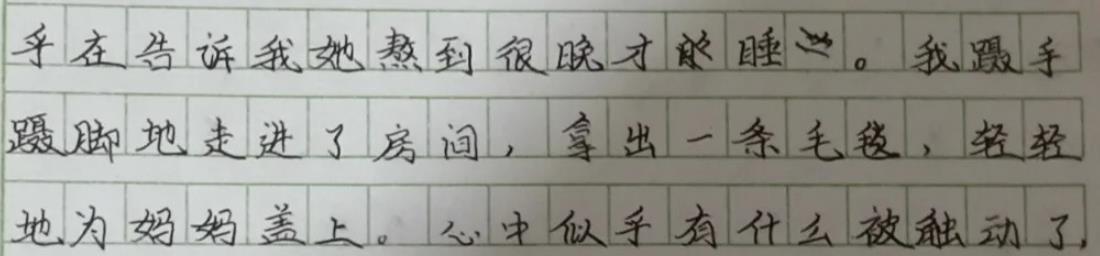 乎在告诉我她熬到很晚才睡。我蹑手
蹑脚地走进了房间，拿出一条毛毯，轻轻
地为妈妈盖上。心中似乎有什么被触动了，